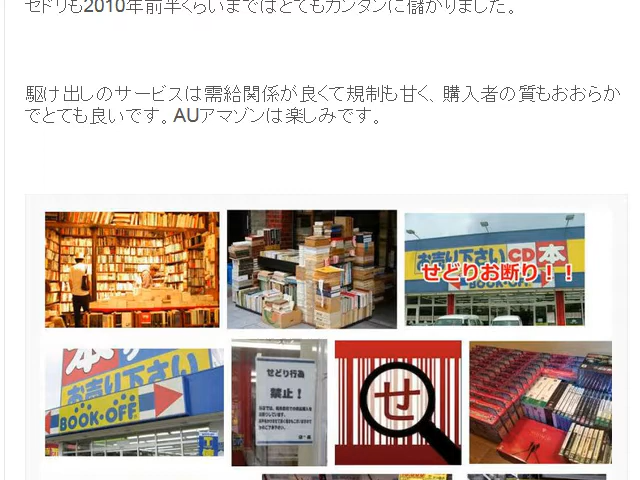 セドリも2010年前半くらいまではとてもカンタンに儲かりました。
駆け出しのサービスは需給関係が良くて規制も甘く、購入者の質もおおらか
でとても良いです。AUアマゾンは楽しみです。
お売り下さいCD本
せどりお断り！！
BOOK・OFF
本
お売り下さい
BOOK・OFF
せどり行為
禁止！
せ